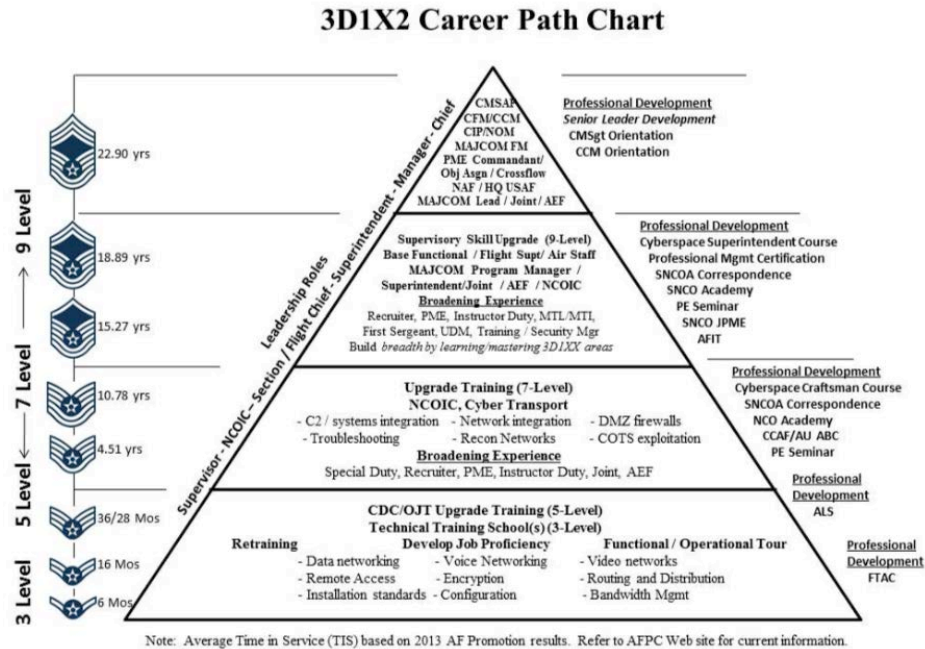 3D1X2 Career Path Chart
9 Level
7 Level
5 Level
3 Level
22.90 yrs
18.89 yrs
15.27 yrs
10.78 yrs
4.51 yrs
36/28 Mos
16 Mos
6 Mos
Leadership Roles
Supervisor - NCOIC– Section / Flight Chief - Superintendent - Manager - Chief
CMSAF
CFM/CCM
CIP/NOM
MAJCOM FM
PME Commandant/
Obj Asgn / Crossflow
NAF / HQ USAF
MAJCOM Lead / Joint / AEF
Professional Development
Senior Leader Development
CMSgt Orientation
CCM Orientation
Supervisory Skill Upgrade (9-Level)
Base Functional / Flight Supt/ Air Staff
MAJCOM Program Manager /
Superintendent/Joint / AEF / NCOIC
Broadening Experience
Recruiter, PME, Instructor Duty, MTL/MTI,
First Sergeant, UDM, Training / Security Mgr
Build breadth by learning/mastering 3D1XX areas
Professional Development
Cyberspace Superintendent Course
Professional Mgmt Certification
SNCOA Correspondence
SNCO Academy
PE Seminar
SNCO JPME
AFIT
Upgrade Training (7-Level)
NCOIC, Cyber Transport
- C2 / systems integration - Network integration - DMZ firewalls
- Troubleshooting - Recon Networks - COTS exploitation
Broadening Experience
Special Duty, Recruiter, PME, Instructor Duty, Joint, AEF
Professional Development
Cyberspace Craftsman Course
SNCOA Correspondence
NCO Academy
CCAF/AU ABC
PE Seminar
Professional
Development
ALS
CDC/OJT Upgrade Training (5-Level)
Technical Training School(s) (3-Level)
Retraining Develop Job Proficiency Functional / Operational Tour
- Data networking - Voice Networking - Video networks
- Remote Access - Encryption - Routing and Distribution
- Installation standards - Configuration - Bandwidth Mgmt
Professional
Development
FTAC
Note: Average Time in Service (TIS) based on 2013 AF Promotion results. Refer to AFPC Web site for current information.